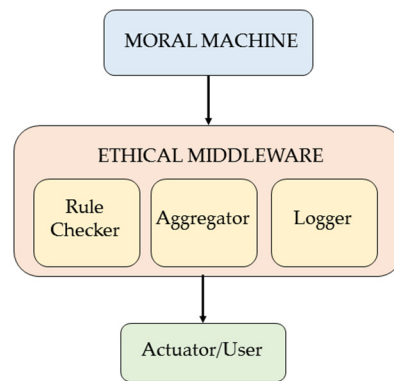 MORAL MACHINE
ETHICAL MIDDLEWARE
Rule
Checker
Aggregator
Logger
Actuator/User